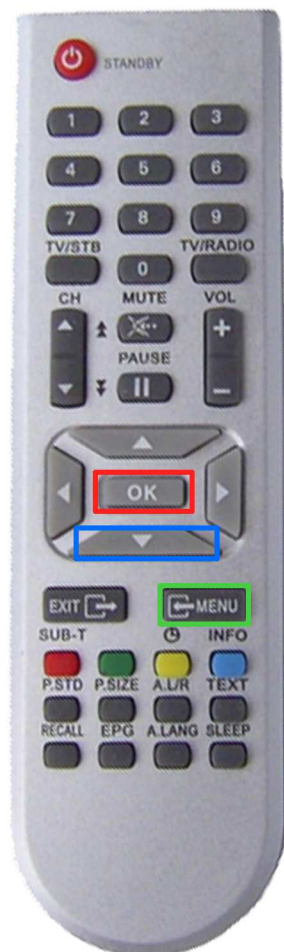 STANDBY
1 2 3
4 5 6
7 8 9
TV/STB TV/RADIO
0
CH MUTE VOL
+
PAUSE
−
OK
EXIT MENU
SUB-T INFO
P.STD P.SIZE A.L/R TEXT
RECALL EPG A.LANG SLEEP